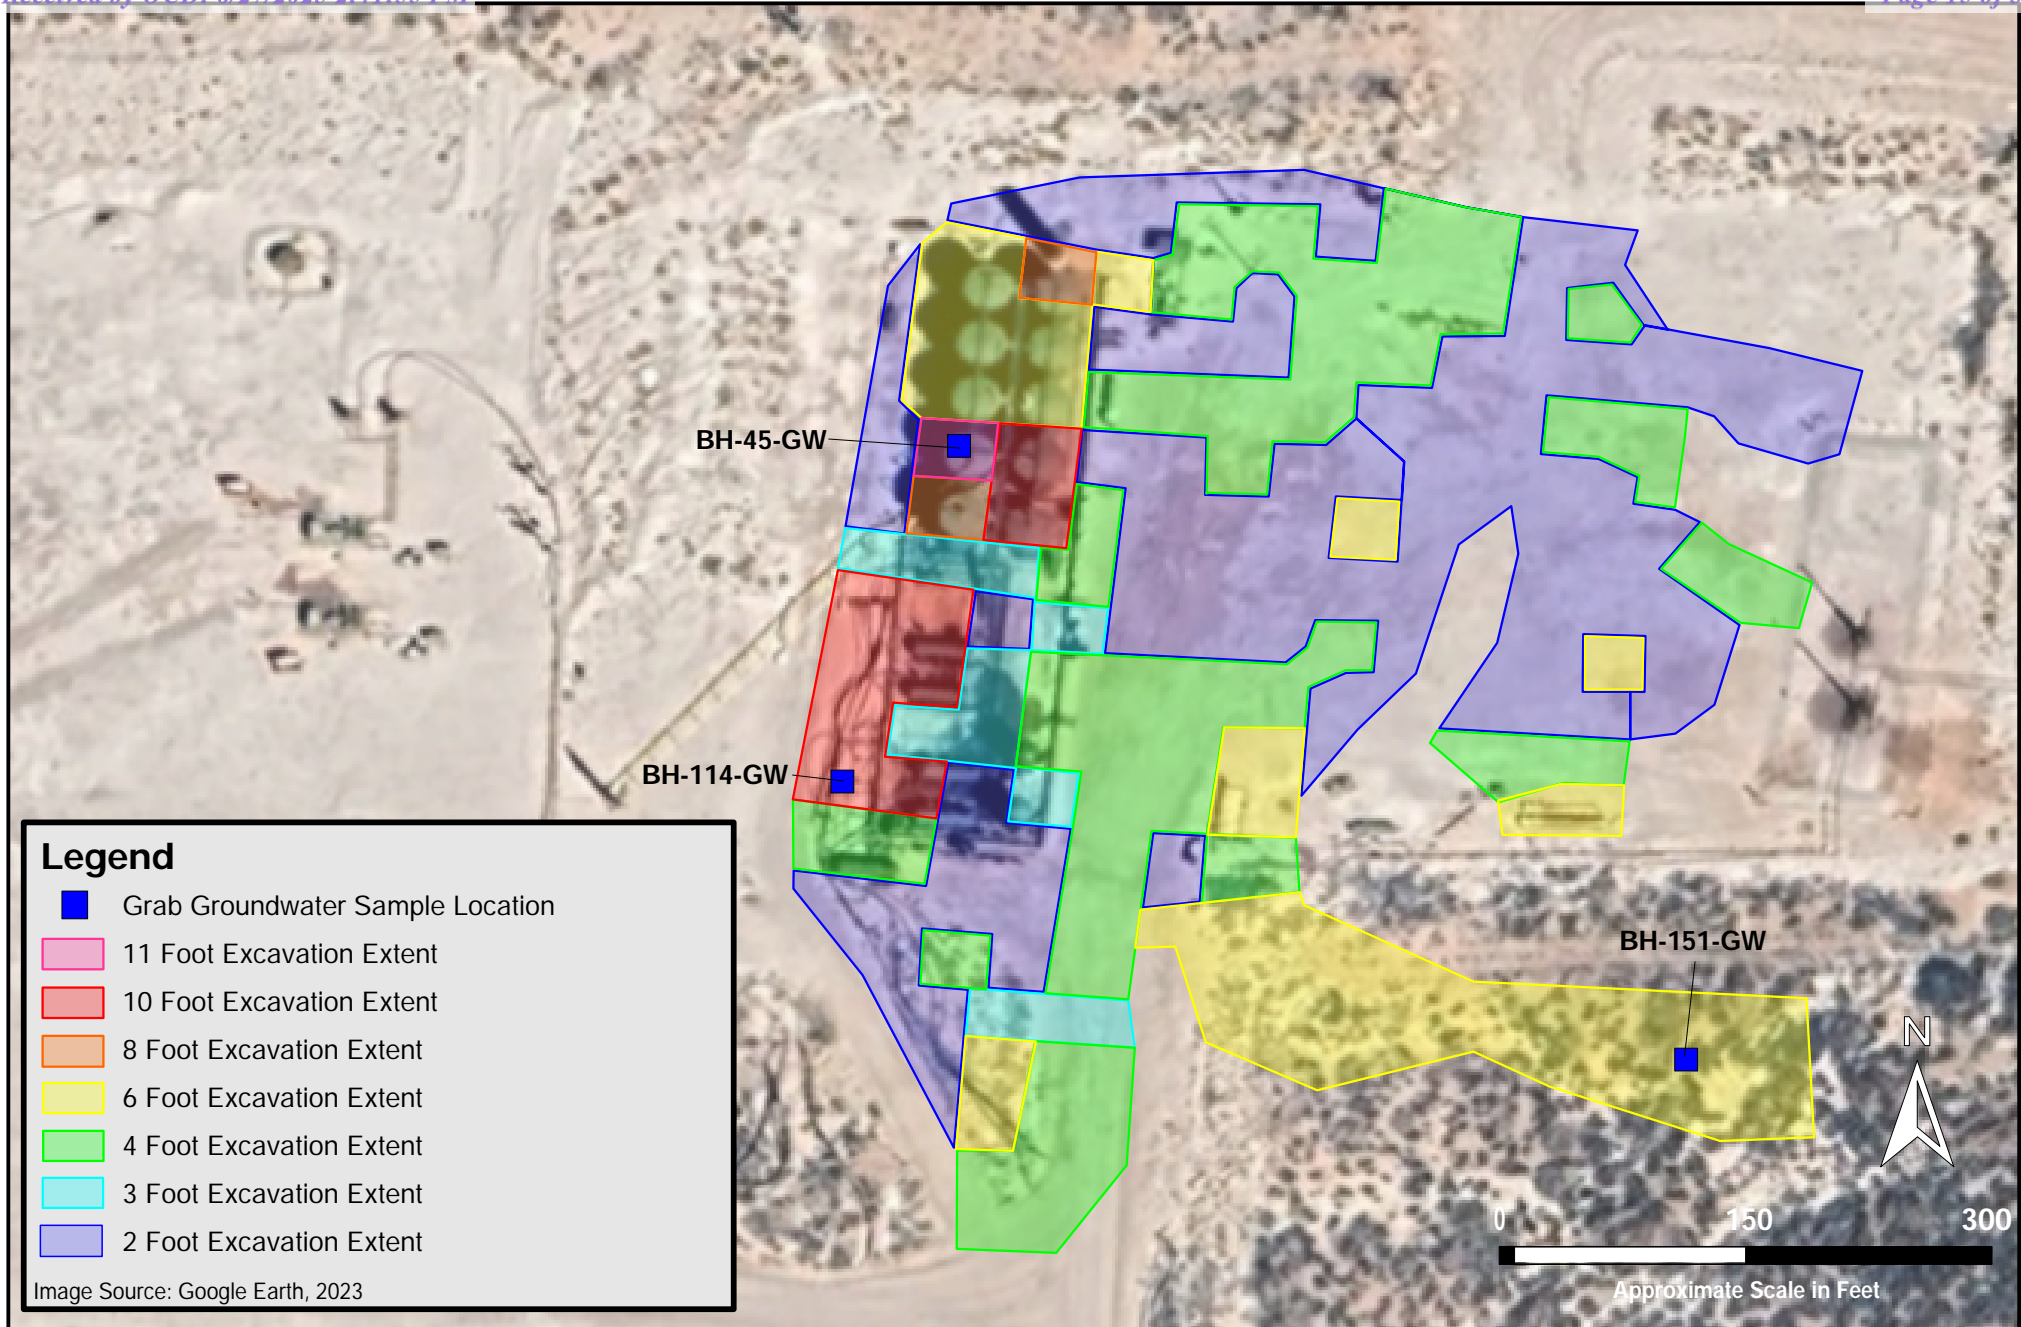 BH-45-GW
BH-114-GW
BH-151-GW
N
0 150 300
Approximate Scale in Feet
Legend
Grab Groundwater Sample Location
11 Foot Excavation Extent
10 Foot Excavation Extent
8 Foot Excavation Extent
6 Foot Excavation Extent
4 Foot Excavation Extent
3 Foot Excavation Extent
2 Foot Excavation Extent
Image Source: Google Earth, 2023